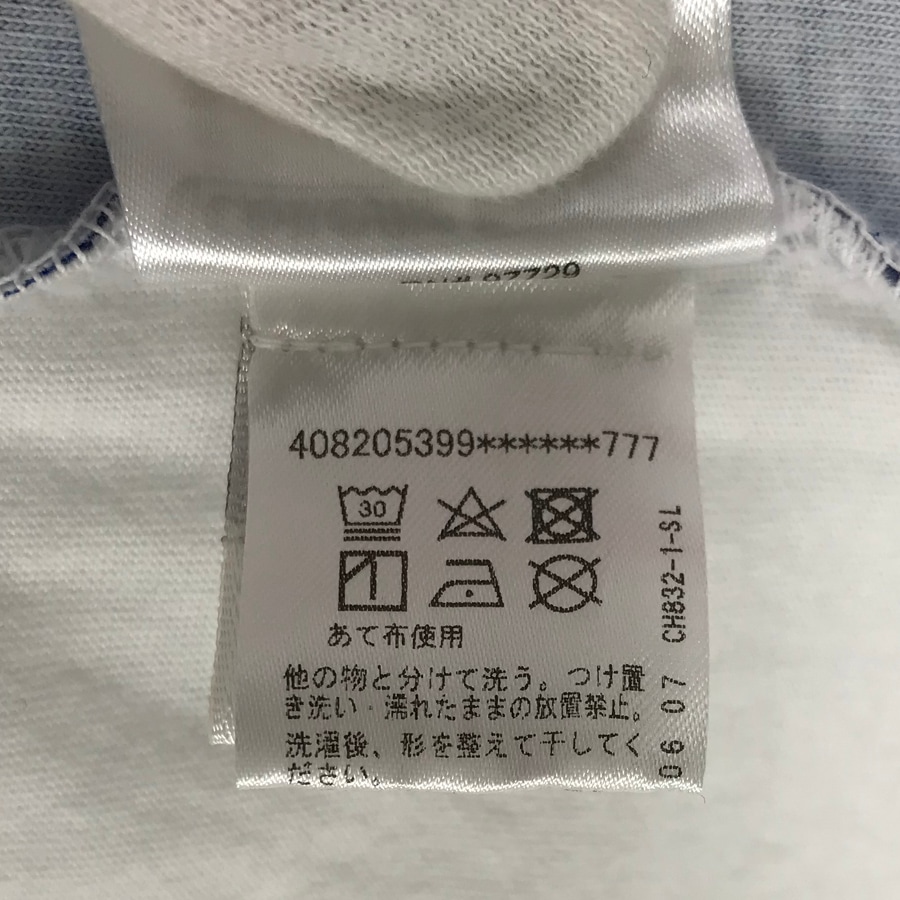 97729
408205399******777
30
あて布使用
他の物と分けて洗う。つけ置
き洗い・濡れたままの放置禁止。
洗濯後、形を整えて干してく
ださい。
CH832-1-SL
06 07